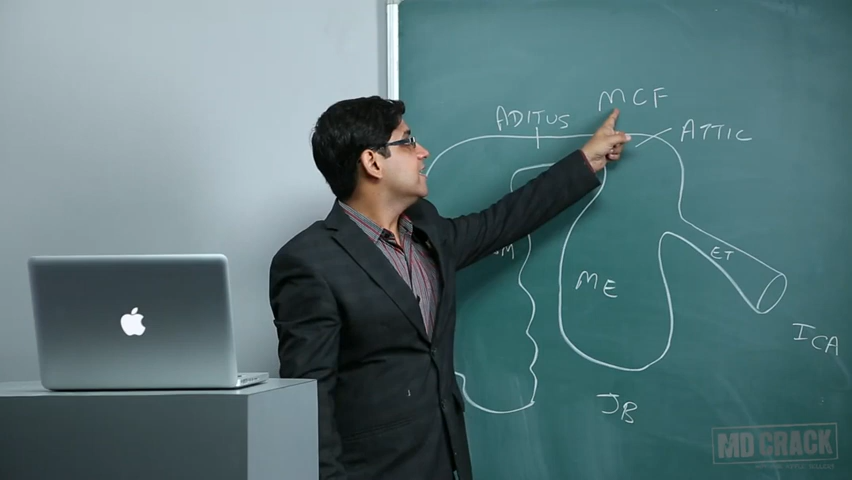 MCF
ADITUS
ATTIC
M
ET
ME
ICA
JB
MD CRACK